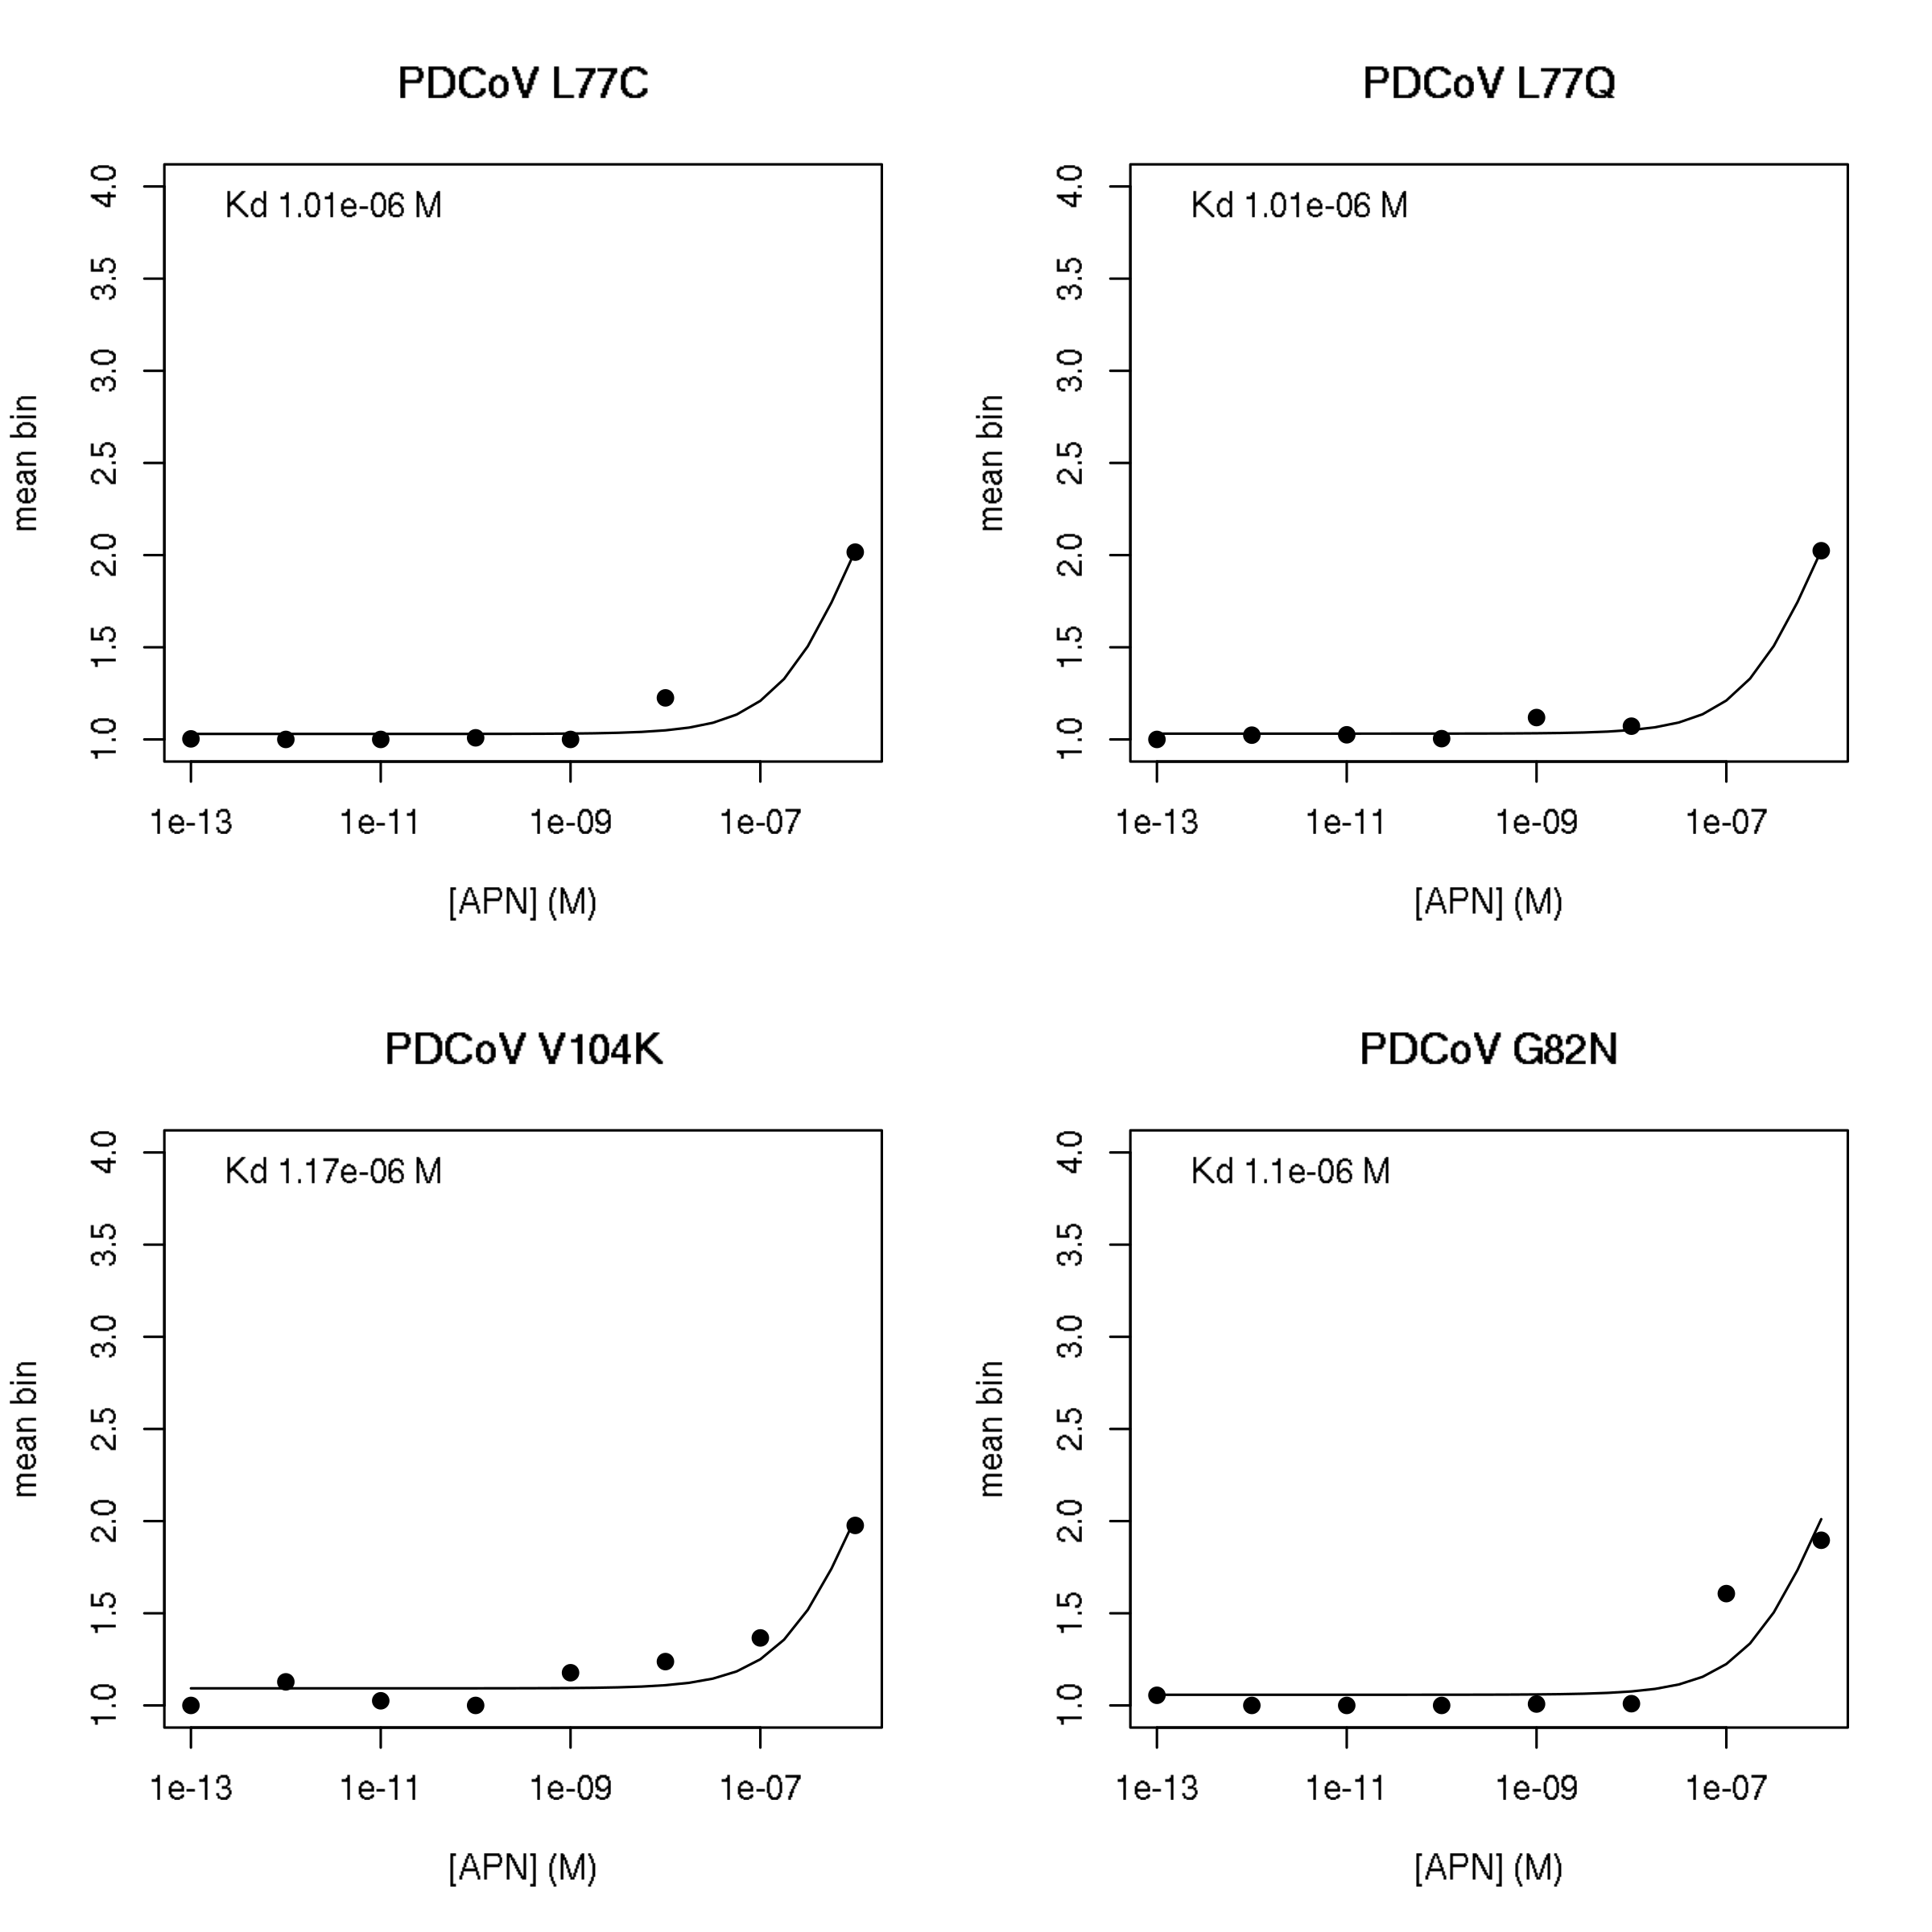 PDCoV L77C
Kd 1.01e-06 M
mean bin
4.0
3.5
3.0
2.5
2.0
1.5
1.0
1e-13 1e-11 1e-09 1e-07
[APN] (M)
PDCoV L77Q
Kd 1.01e-06 M
mean bin
4.0
3.5
3.0
2.5
2.0
1.5
1.0
1e-13 1e-11 1e-09 1e-07
[APN] (M)
PDCoV V104K
Kd 1.17e-06 M
mean bin
4.0
3.5
3.0
2.5
2.0
1.5
1.0
1e-13 1e-11 1e-09 1e-07
[APN] (M)
PDCoV G82N
Kd 1.1e-06 M
mean bin
4.0
3.5
3.0
2.5
2.0
1.5
1.0
1e-13 1e-11 1e-09 1e-07
[APN] (M)